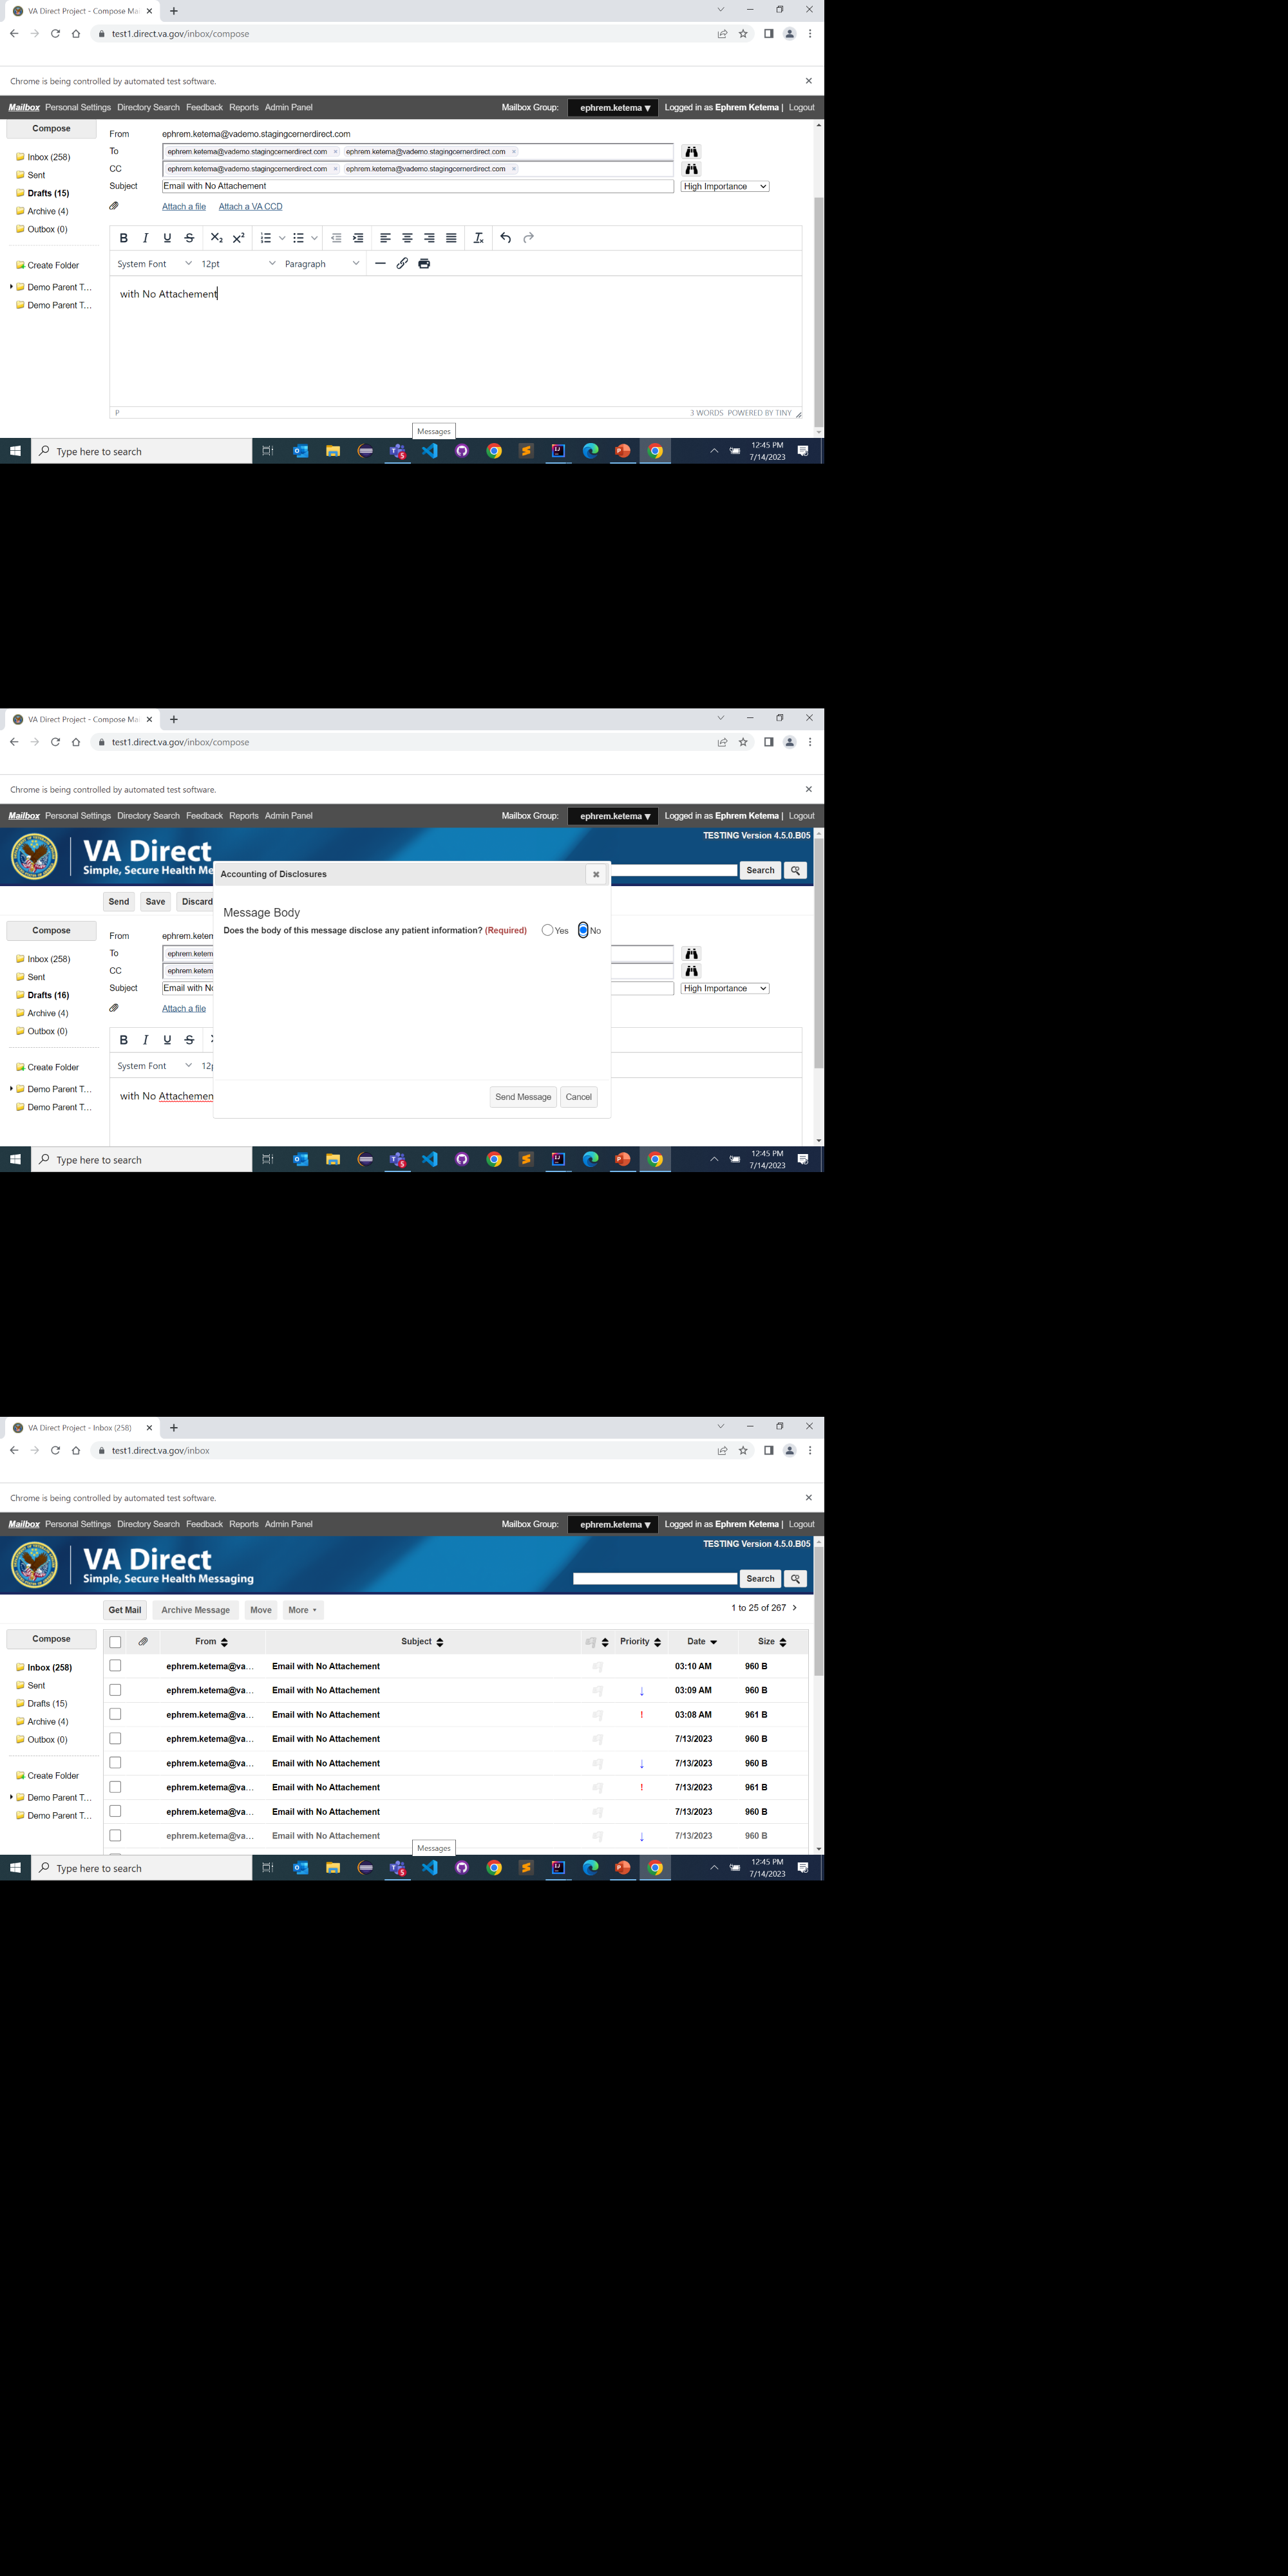 VA Direct Project - Compose Ma
test1.direct.va.gov/inbox/compose
Chrome is being controlled by automated test software.
Mailbox Personal Settings Directory Search Feedback Reports Admin Panel Mailbox Group: ephrem.ketema ▼ Logged in as Ephrem Ketema | Logout
Compose
From ephrem.ketema@vademo.stagingcernerdirect.com
Inbox (258)
To ephrem.ketema@vademo.stagingcernerdirect.com × ephrem.ketema@vademo.stagingcernerdirect.com ×
Sent
CC ephrem.ketema@vademo.stagingcernerdirect.com × ephrem.ketema@vademo.stagingcernerdirect.com ×
Drafts (15)
Subject Email with No Attachement High Importance
Archive (4)
Attach a file Attach a VA CCD
Outbox (0)
Create Folder
System Font 12pt Paragraph
Demo Parent T...
with No Attachement
Demo Parent T...
P 3 WORDS POWERED BY TINY
Messages
Type here to search
12:45 PM
7/14/2023
VA Direct Project - Compose Ma
test1.direct.va.gov/inbox/compose
Chrome is being controlled by automated test software.
Mailbox Personal Settings Directory Search Feedback Reports Admin Panel Mailbox Group: ephrem.ketema ▼ Logged in as Ephrem Ketema | Logout
TESTING Version 4.5.0.B05
VA Direct
Simple, Secure Health Me
Search
Accounting of Disclosures
Send Save Discard
Message Body
Does the body of this message disclose any patient information? (Required) Yes No
Compose
From ephrem.keten
Inbox (258)
To ephrem.ketem
Sent
CC ephrem.ketem
Drafts (16)
Subject Email with No High Importance
Archive (4)
Attach a file
Outbox (0)
Create Folder
System Font 12p
Demo Parent T...
with No Attachemen
Send Message Cancel
Demo Parent T...
Type here to search
12:45 PM
7/14/2023
VA Direct Project - Inbox (258)
test1.direct.va.gov/inbox
Chrome is being controlled by automated test software.
Mailbox Personal Settings Directory Search Feedback Reports Admin Panel Mailbox Group: ephrem.ketema ▼ Logged in as Ephrem Ketema | Logout
TESTING Version 4.5.0.B05
VA Direct
Simple, Secure Health Messaging
Search
Get Mail Archive Message Move More 1 to 25 of 267
Compose
From Subject Priority Date Size
Inbox (258)
Sent
Drafts (15)
Archive (4)
Outbox (0)
Create Folder
Demo Parent T...
Demo Parent T...
ephrem.ketema@va... Email with No Attachement 03:10 AM 960 B
ephrem.ketema@va... Email with No Attachement ↓ 03:09 AM 960 B
ephrem.ketema@va... Email with No Attachement ! 03:08 AM 961 B
ephrem.ketema@va... Email with No Attachement 7/13/2023 960 B
ephrem.ketema@va... Email with No Attachement ↓ 7/13/2023 960 B
ephrem.ketema@va... Email with No Attachement ! 7/13/2023 961 B
ephrem.ketema@va... Email with No Attachement 7/13/2023 960 B
ephrem.ketema@va... Email with No Attachement ↓ 7/13/2023 960 B
Messages
Type here to search
12:45 PM
7/14/2023